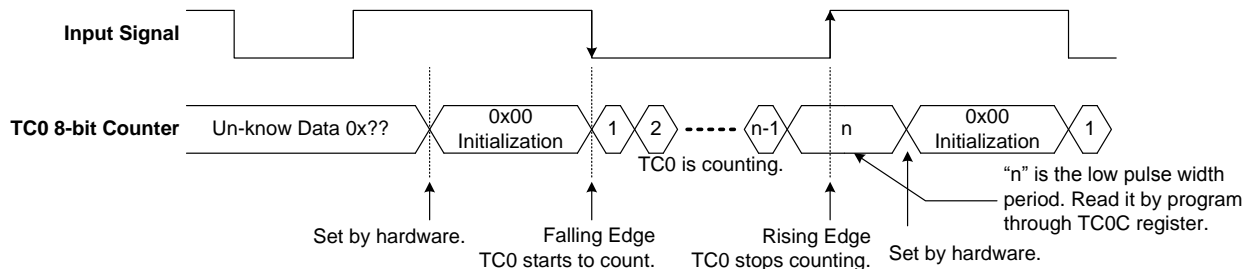 Input Signal
TC0 8-bit Counter
Un-know Data 0x??
0x00
Initialization
1
2
n-1
n
0x00
Initialization
1
TC0 is counting.
"n" is the low pulse width
period. Read it by program
through TC0C register.
Set by hardware.
Falling Edge
TC0 starts to count.
Rising Edge
TC0 stops counting.
Set by hardware.